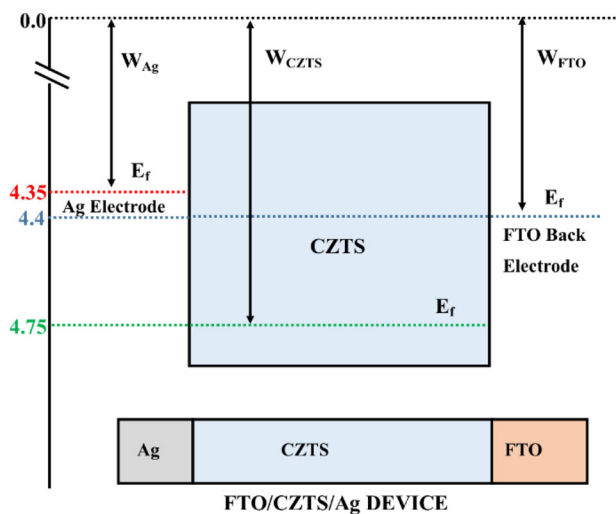 0.0
W_Ag
W_CZTS
W_FTO
E_f
4.35
Ag Electrode
4.4
E_f
CZTS
FTO Back
Electrode
4.75
E_f
Ag
CZTS
FTO
FTO/CZTS/Ag DEVICE